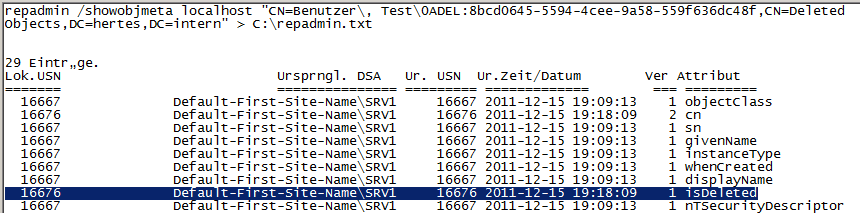 repadmin /showobjmeta localhost "CN=Benutzer\, Test\0ADEL:8bcd0645-5594-4cee-9a58-559f636dc48f,CN=Deleted
Objects,DC=hertes,DC=intern" > C:\repadmin.txt
29 Eintr„ge.
Lok.USN Ursprngl. DSA Ur. USN Ur.Zeit/Datum Ver Attribut
======= =============== ========= ============= === =========
16667 Default-First-Site-Name\SRV1 16667 2011-12-15 19:09:13 1 objectClass
16676 Default-First-Site-Name\SRV1 16676 2011-12-15 19:18:09 2 cn
16667 Default-First-Site-Name\SRV1 16667 2011-12-15 19:09:13 1 sn
16667 Default-First-Site-Name\SRV1 16667 2011-12-15 19:09:13 1 givenName
16667 Default-First-Site-Name\SRV1 16667 2011-12-15 19:09:13 1 instanceType
16667 Default-First-Site-Name\SRV1 16667 2011-12-15 19:09:13 1 whenCreated
16667 Default-First-Site-Name\SRV1 16667 2011-12-15 19:09:13 1 displayName
16676 Default-First-Site-Name\SRV1 16676 2011-12-15 19:18:09 1 isDeleted
16667 Default-First-Site-Name\SRV1 16667 2011-12-15 19:09:13 1 nTSecurityDescriptor